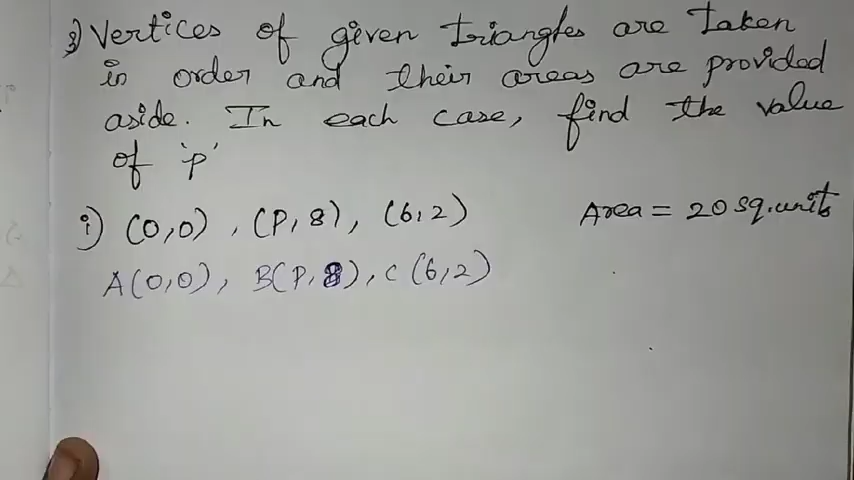 3) Vertices of given triangles are taken
in order and their areas are provided
aside. In each case, find the value
of 'p'
i) (0,0), (P,8), (6,2) Area = 20 sq.units
A(0,0), B(P,8), C(6,2)